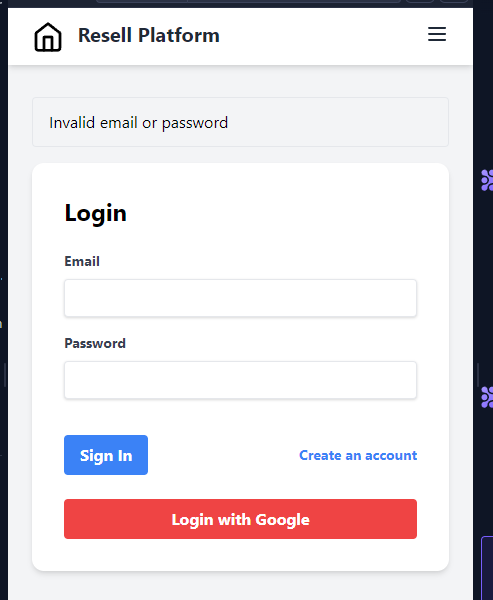 Resell Platform
Invalid email or password
Login
Email
Password
Sign In
Create an account
Login with Google